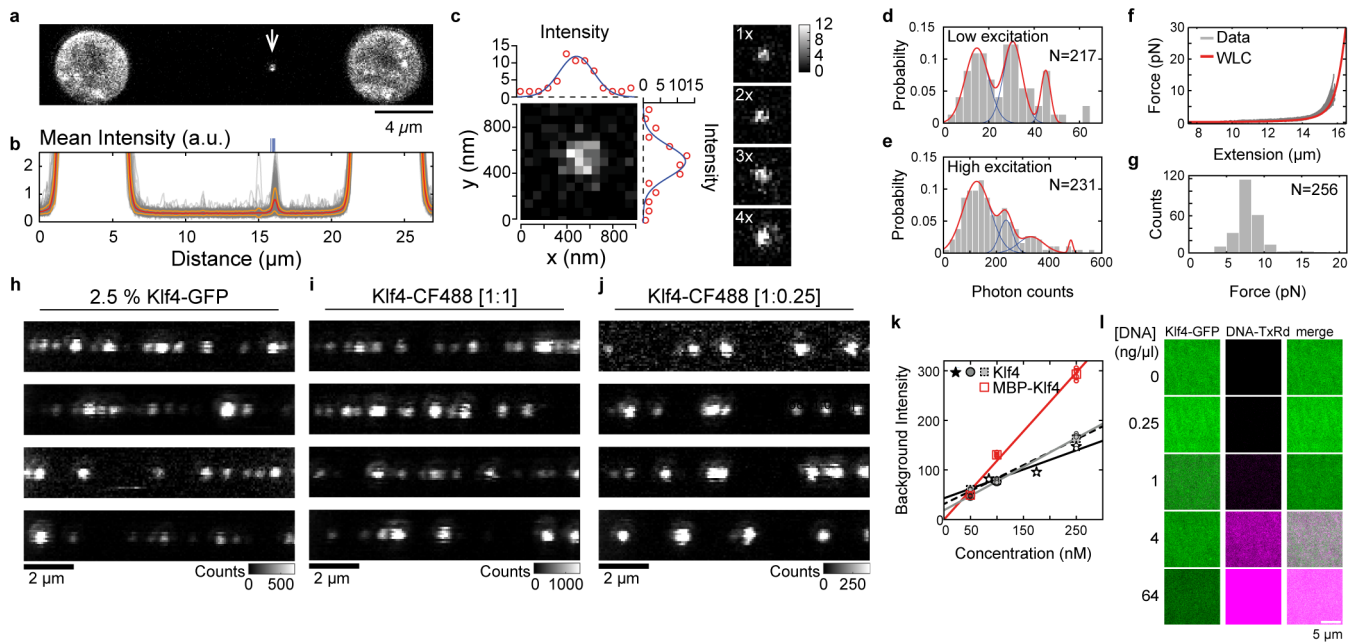 a
4 µm
b
Mean Intensity (a.u.)
2
1
0
0 5 10 15 20 25
Distance (µm)
c
Intensity
10
5
0
0 5 1015
Intensity
y (nm)
800
600
400
200
0
0 400 800
x (nm)
1x
2x
3x
4x
12
8
4
0
d
Low excitation
N=217
Probabilty
0.15
0.1
0.05
0
0 20 40 60
e
High excitation
N=231
Probability
0.15
0.1
0.05
0
0 200 400 600
Photon counts
f
Data
WLC
Force (pN)
30
20
10
0
8 10 12 14 16
Extension (µm)
g
N=256
Counts
120
60
0
0 5 10 15 20
Force (pN)
h
2.5 % Klf4-GFP
2 µm
Counts
0 500
i
Klf4-CF488 [1:1]
2 µm
Counts
0 1000
j
Klf4-CF488 [1:0.25]
2 µm
Counts
0 250
k
Klf4
MBP-Klf4
Background Intensity
300
200
100
0
0 50 150 250
Concentration (nM)
l
[DNA]
(ng/µl)
Klf4-GFP DNA-TxRd merge
0
0.25
1
4
64
5 µm